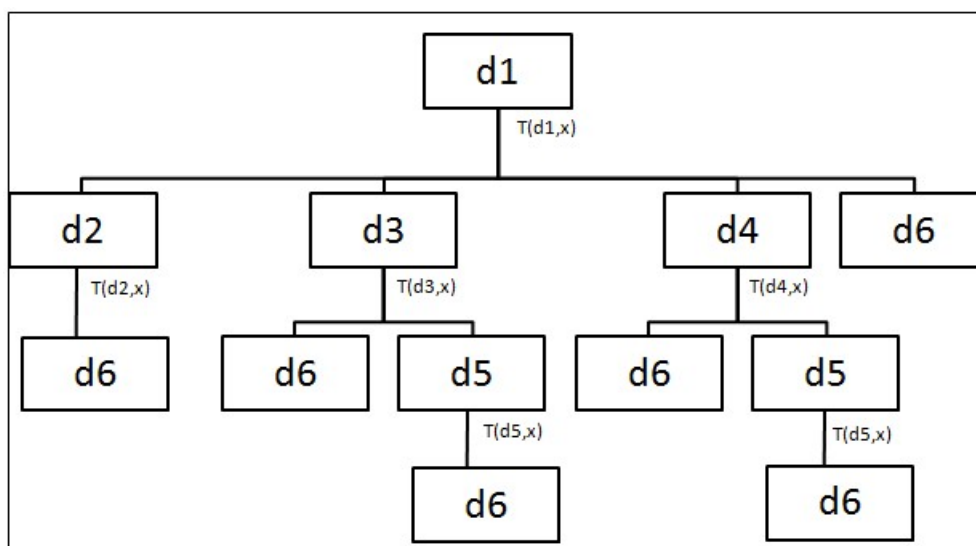 d1
T(d1,x)
d2
d3
d4
d6
T(d2,x)
T(d3,x)
T(d4,x)
d6
d6
d5
d6
d5
T(d5,x)
T(d5,x)
d6
d6